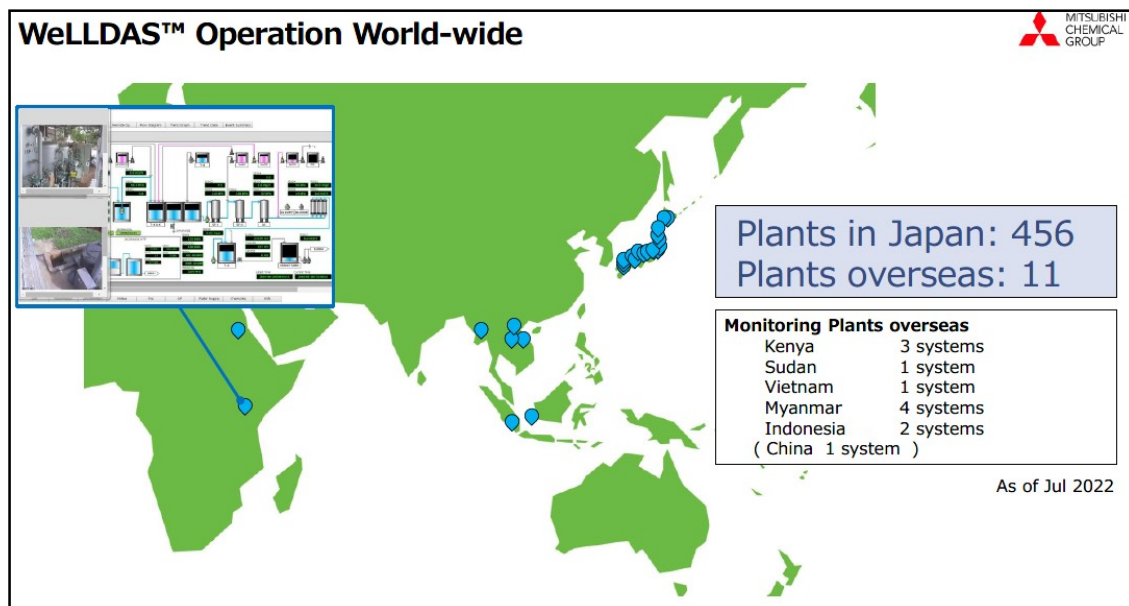 WeLLDAS™ Operation World-wide
MITSUBISHI
CHEMICAL
GROUP
Plants in Japan: 456
Plants overseas: 11
Monitoring Plants overseas
Kenya 3 systems
Sudan 1 system
Vietnam 1 system
Myanmar 4 systems
Indonesia 2 systems
( China 1 system )
As of Jul 2022